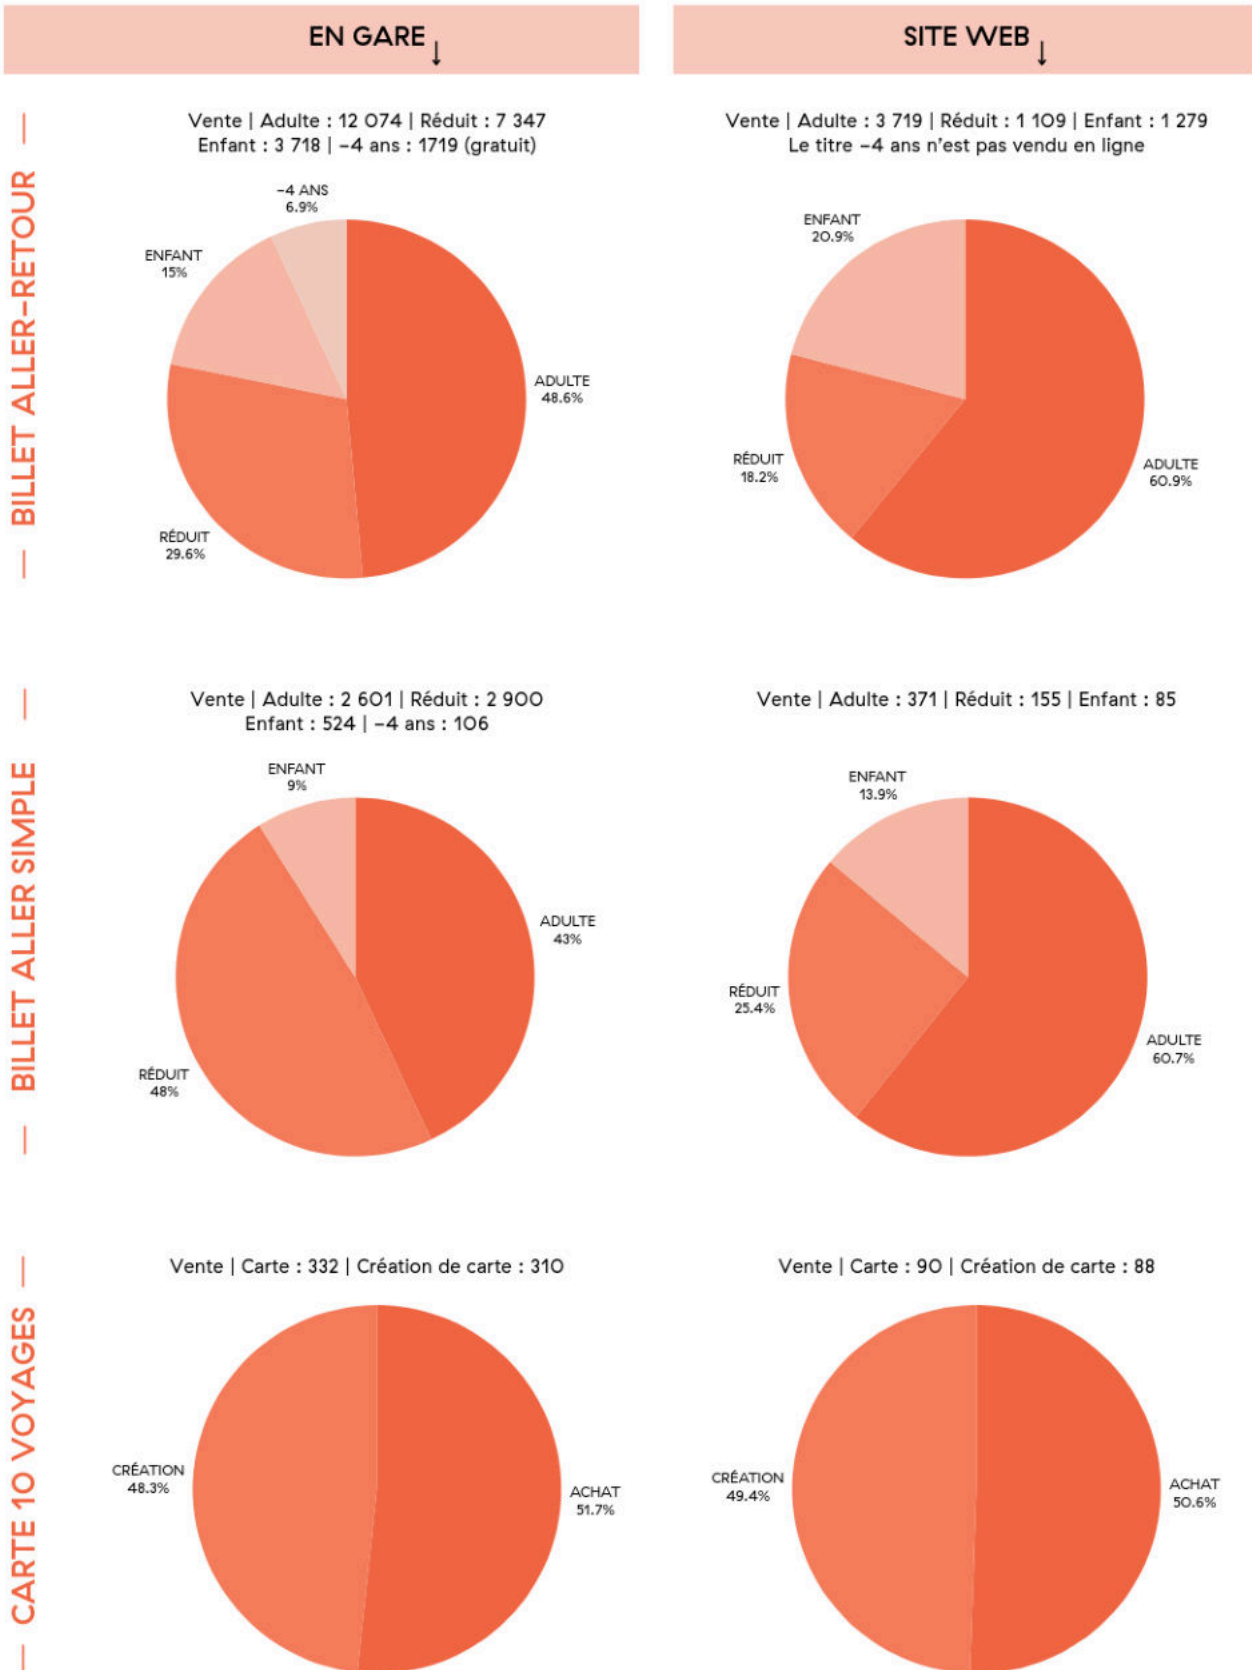 EN GARE ↓
SITE WEB ↓
— BILLET ALLER-RETOUR —
Vente | Adulte : 12 074 | Réduit : 7 347
Enfant : 3 718 | -4 ans : 1719 (gratuit)
-4 ANS
6.9%
ENFANT
15%
ADULTE
48.6%
RÉDUIT
29.6%
Vente | Adulte : 3 719 | Réduit : 1 109 | Enfant : 1 279
Le titre -4 ans n'est pas vendu en ligne
ENFANT
20.9%
RÉDUIT
18.2%
ADULTE
60.9%
— BILLET ALLER SIMPLE —
Vente | Adulte : 2 601 | Réduit : 2 900
Enfant : 524 | -4 ans : 106
ENFANT
9%
ADULTE
43%
RÉDUIT
48%
Vente | Adulte : 371 | Réduit : 155 | Enfant : 85
ENFANT
13.9%
RÉDUIT
25.4%
ADULTE
60.7%
— CARTE 10 VOYAGES —
Vente | Carte : 332 | Création de carte : 310
CRÉATION
48.3%
ACHAT
51.7%
Vente | Carte : 90 | Création de carte : 88
CRÉATION
49.4%
ACHAT
50.6%